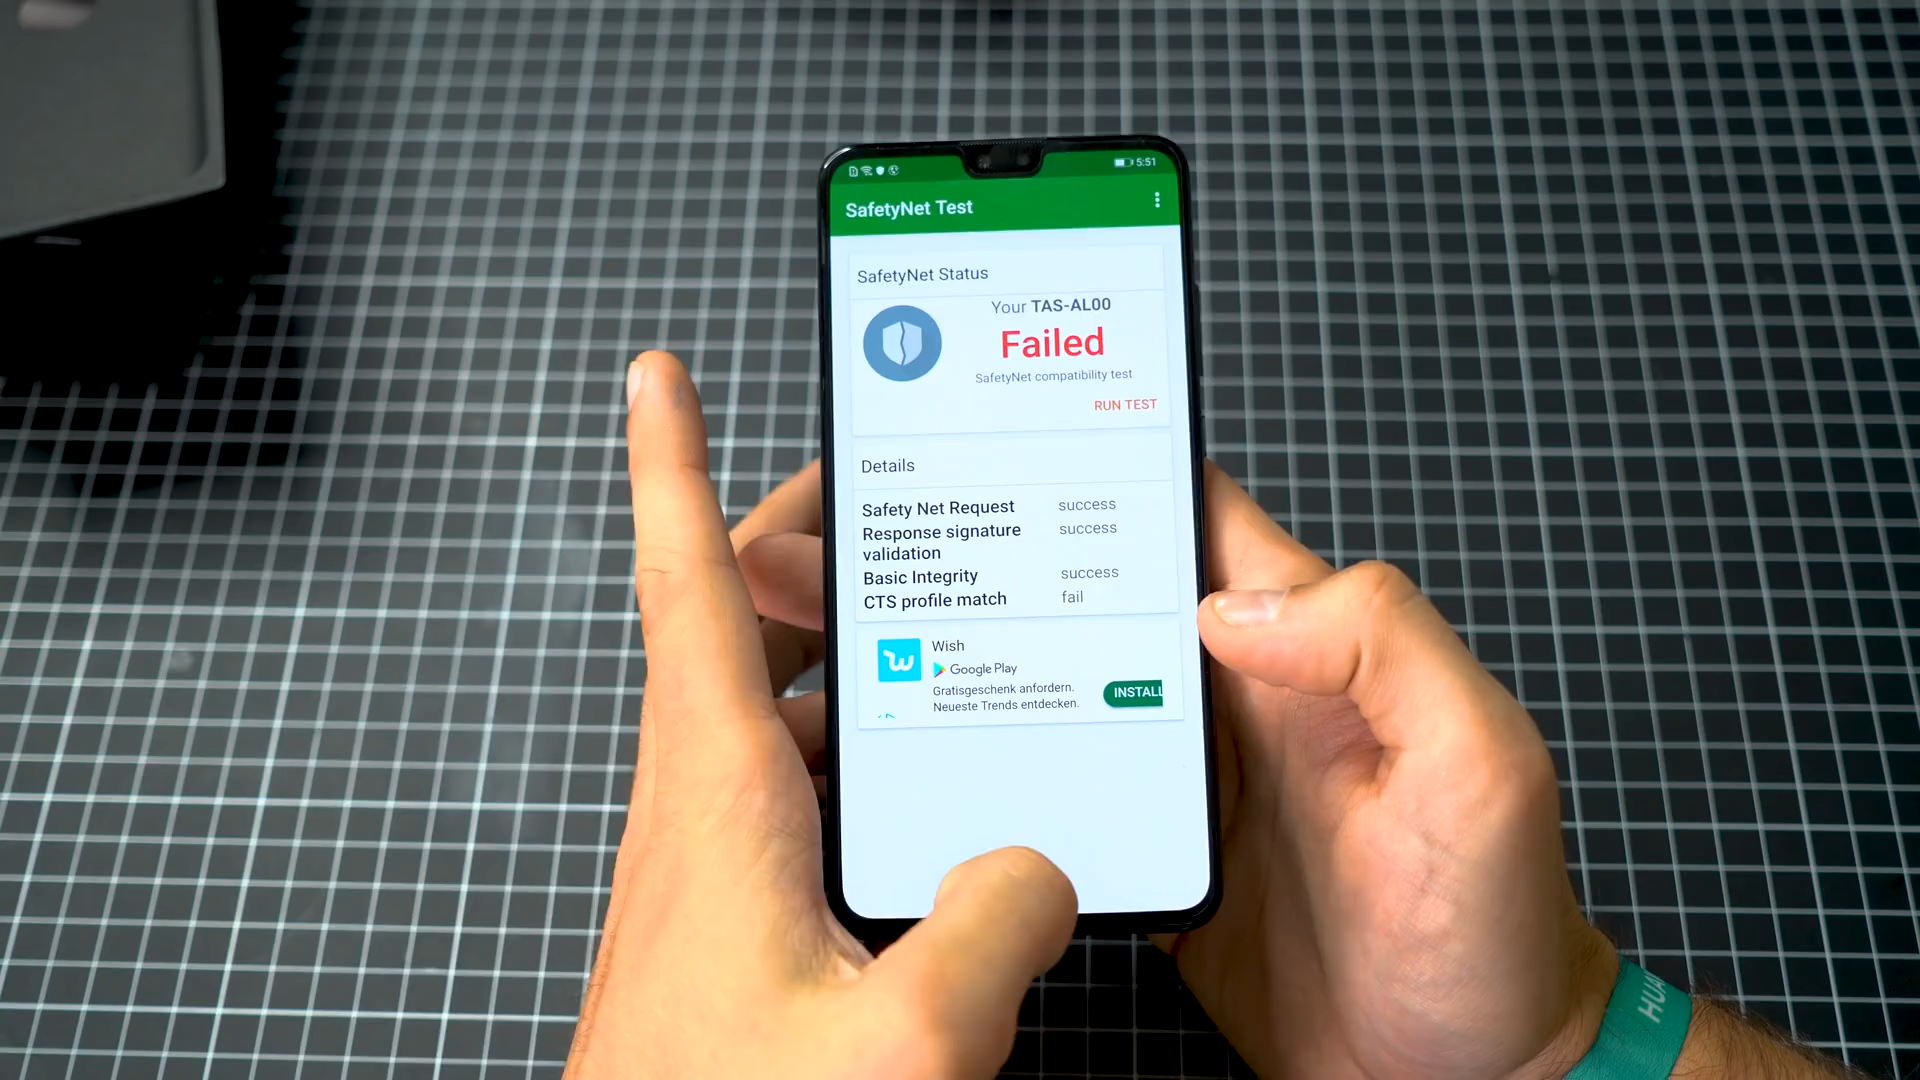 5:51
SafetyNet Test
SafetyNet Status
Your TAS-AL00
Failed
SafetyNet compatibility test
RUN TEST
Details
Safety Net Request success
Response signature validation success
Basic Integrity success
CTS profile match fail
Wish
Google Play
Gratisgeschenk anfordern.
Neueste Trends entdecken.
INSTALL
HUA